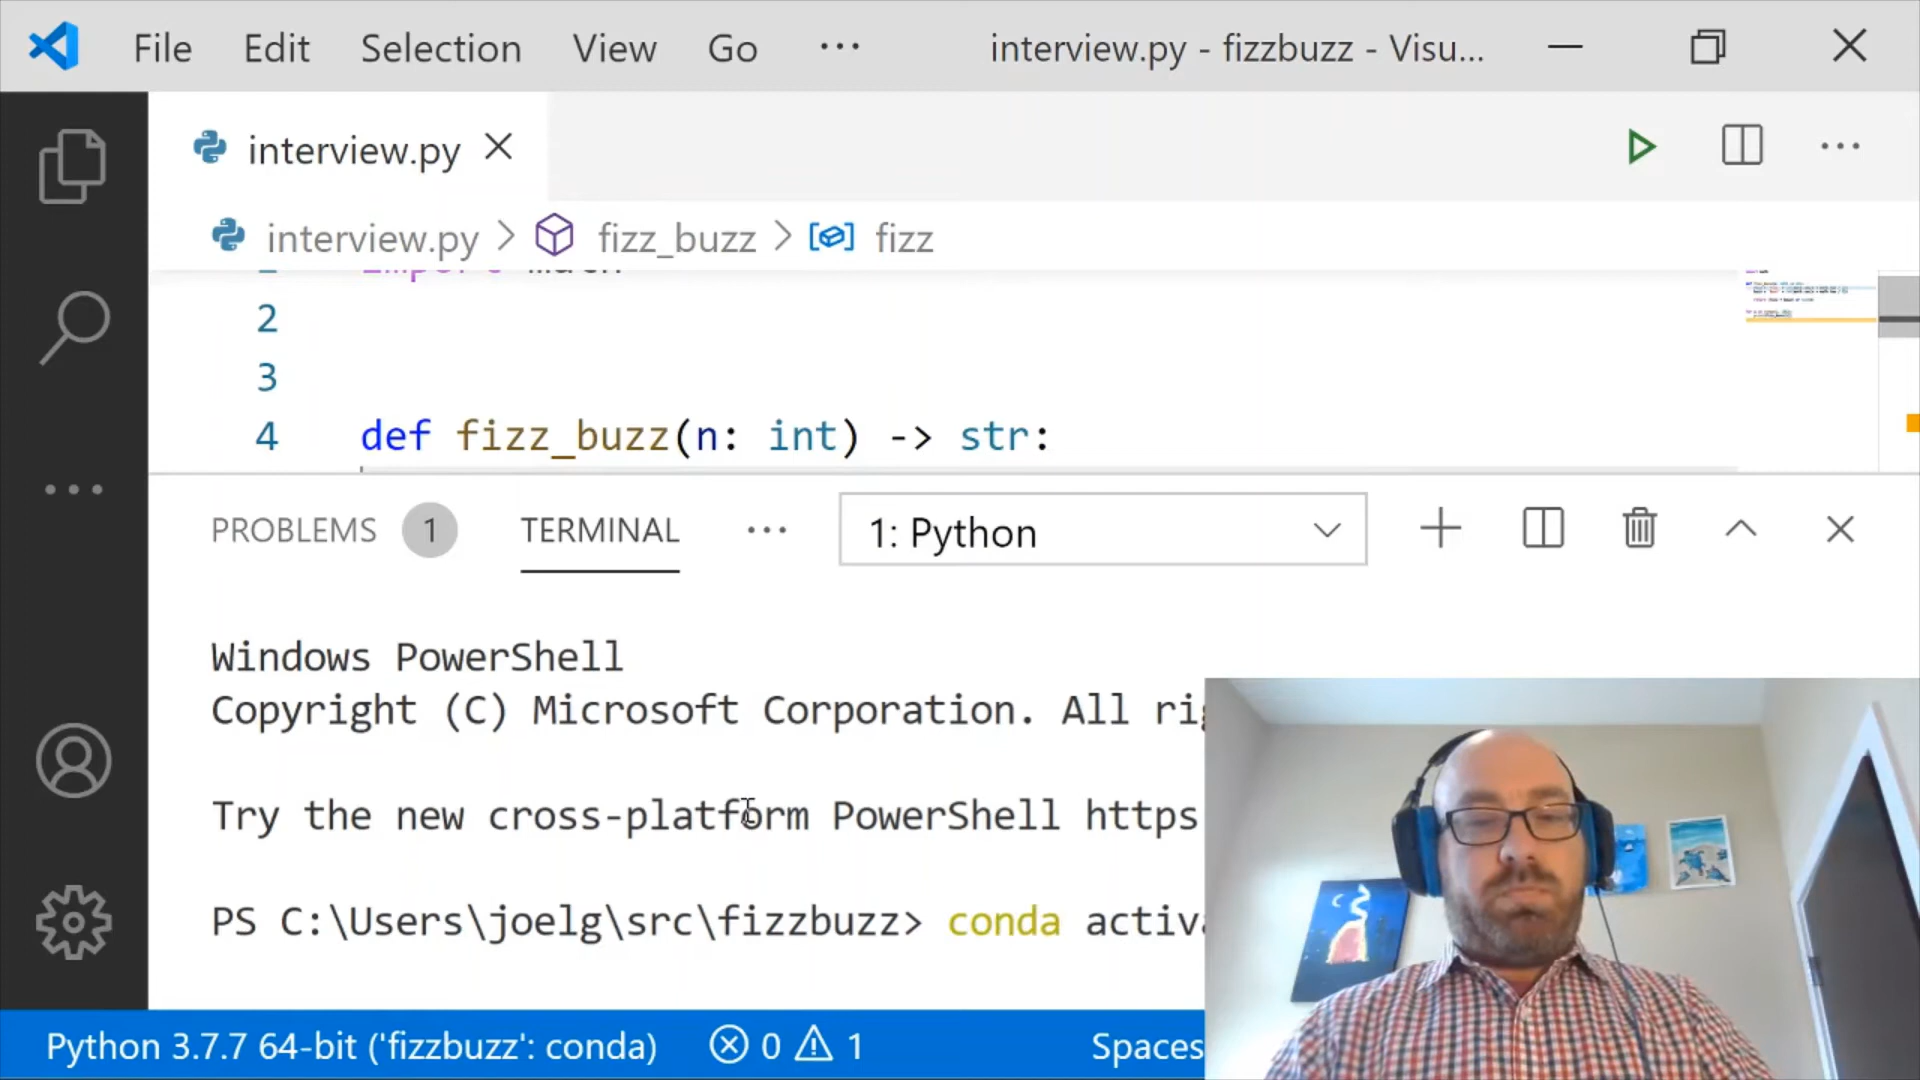 File Edit Selection View Go ··· interview.py - fizzbuzz - Visu...
interview.py
interview.py > fizz_buzz > fizz
2
3
4 def fizz_buzz(n: int) -> str:
PROBLEMS 1 TERMINAL ··· 1: Python
Windows PowerShell
Copyright (C) Microsoft Corporation. All rig
Try the new cross-platform PowerShell https
PS C:\Users\joelg\src\fizzbuzz> conda activa
Python 3.7.7 64-bit ('fizzbuzz': conda) 0 1 Spaces